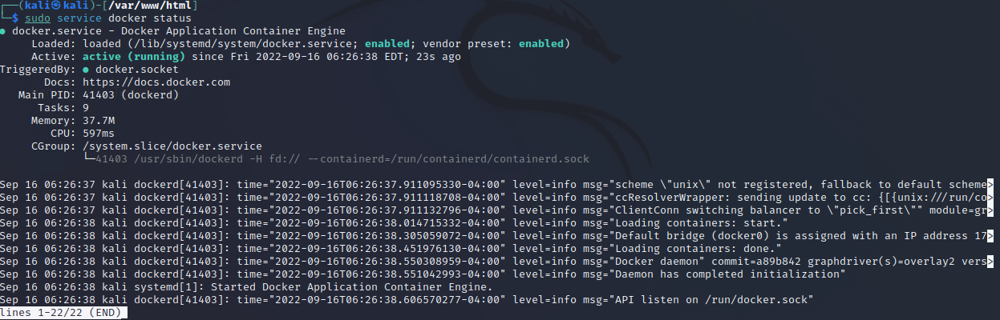 ┌──(kali㉿kali)-[/var/www/html]
└─$ sudo service docker status
● docker.service - Docker Application Container Engine
     Loaded: loaded (/lib/systemd/system/docker.service; enabled; vendor preset: enabled)
     Active: active (running) since Fri 2022-09-16 06:26:38 EDT; 23s ago
TriggeredBy: ● docker.socket
       Docs: https://docs.docker.com
   Main PID: 41403 (dockerd)
      Tasks: 9
     Memory: 37.7M
        CPU: 597ms
     CGroup: /system.slice/docker.service
             └─41403 /usr/sbin/dockerd -H fd:// --containerd=/run/containerd/containerd.sock

Sep 16 06:26:37 kali dockerd[41403]: time="2022-09-16T06:26:37.911095330-04:00" level=info msg="scheme \"unix\" not registered, fallback to default scheme>
Sep 16 06:26:37 kali dockerd[41403]: time="2022-09-16T06:26:37.911118708-04:00" level=info msg="ccResolverWrapper: sending update to cc: {[{unix:///run/co>
Sep 16 06:26:37 kali dockerd[41403]: time="2022-09-16T06:26:37.911132796-04:00" level=info msg="ClientConn switching balancer to \"pick_first\"" module=gr>
Sep 16 06:26:38 kali dockerd[41403]: time="2022-09-16T06:26:38.014715332-04:00" level=info msg="Loading containers: start."
Sep 16 06:26:38 kali dockerd[41403]: time="2022-09-16T06:26:38.305059072-04:00" level=info msg="Default bridge (docker0) is assigned with an IP address 17>
Sep 16 06:26:38 kali dockerd[41403]: time="2022-09-16T06:26:38.451976130-04:00" level=info msg="Loading containers: done."
Sep 16 06:26:38 kali dockerd[41403]: time="2022-09-16T06:26:38.550308959-04:00" level=info msg="Docker daemon" commit=a89b842 graphdriver(s)=overlay2 vers>
Sep 16 06:26:38 kali dockerd[41403]: time="2022-09-16T06:26:38.551042993-04:00" level=info msg="Daemon has completed initialization"
Sep 16 06:26:38 kali systemd[1]: Started Docker Application Container Engine.
Sep 16 06:26:38 kali dockerd[41403]: time="2022-09-16T06:26:38.606570277-04:00" level=info msg="API listen on /run/docker.sock"
lines 1-22/22 (END)